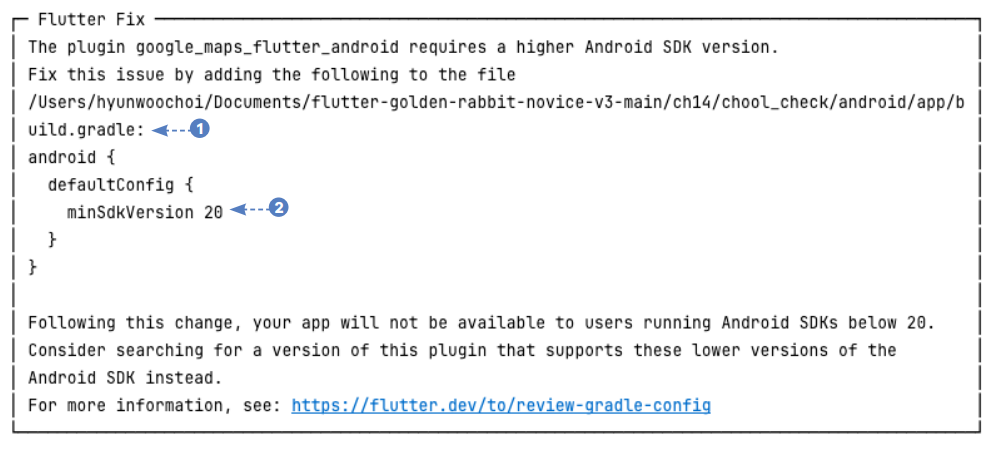 Flutter Fix
The plugin google_maps_flutter_android requires a higher Android SDK version.
Fix this issue by adding the following to the file
/Users/hyunwoochoi/Documents/flutter-golden-rabbit-novice-v3-main/ch14/chool_check/android/app/b
uild.gradle: 1
android {
  defaultConfig {
    minSdkVersion 20 2
  }
}
Following this change, your app will not be available to users running Android SDKs below 20.
Consider searching for a version of this plugin that supports these lower versions of the
Android SDK instead.
For more information, see: https://flutter.dev/to/review-gradle-config